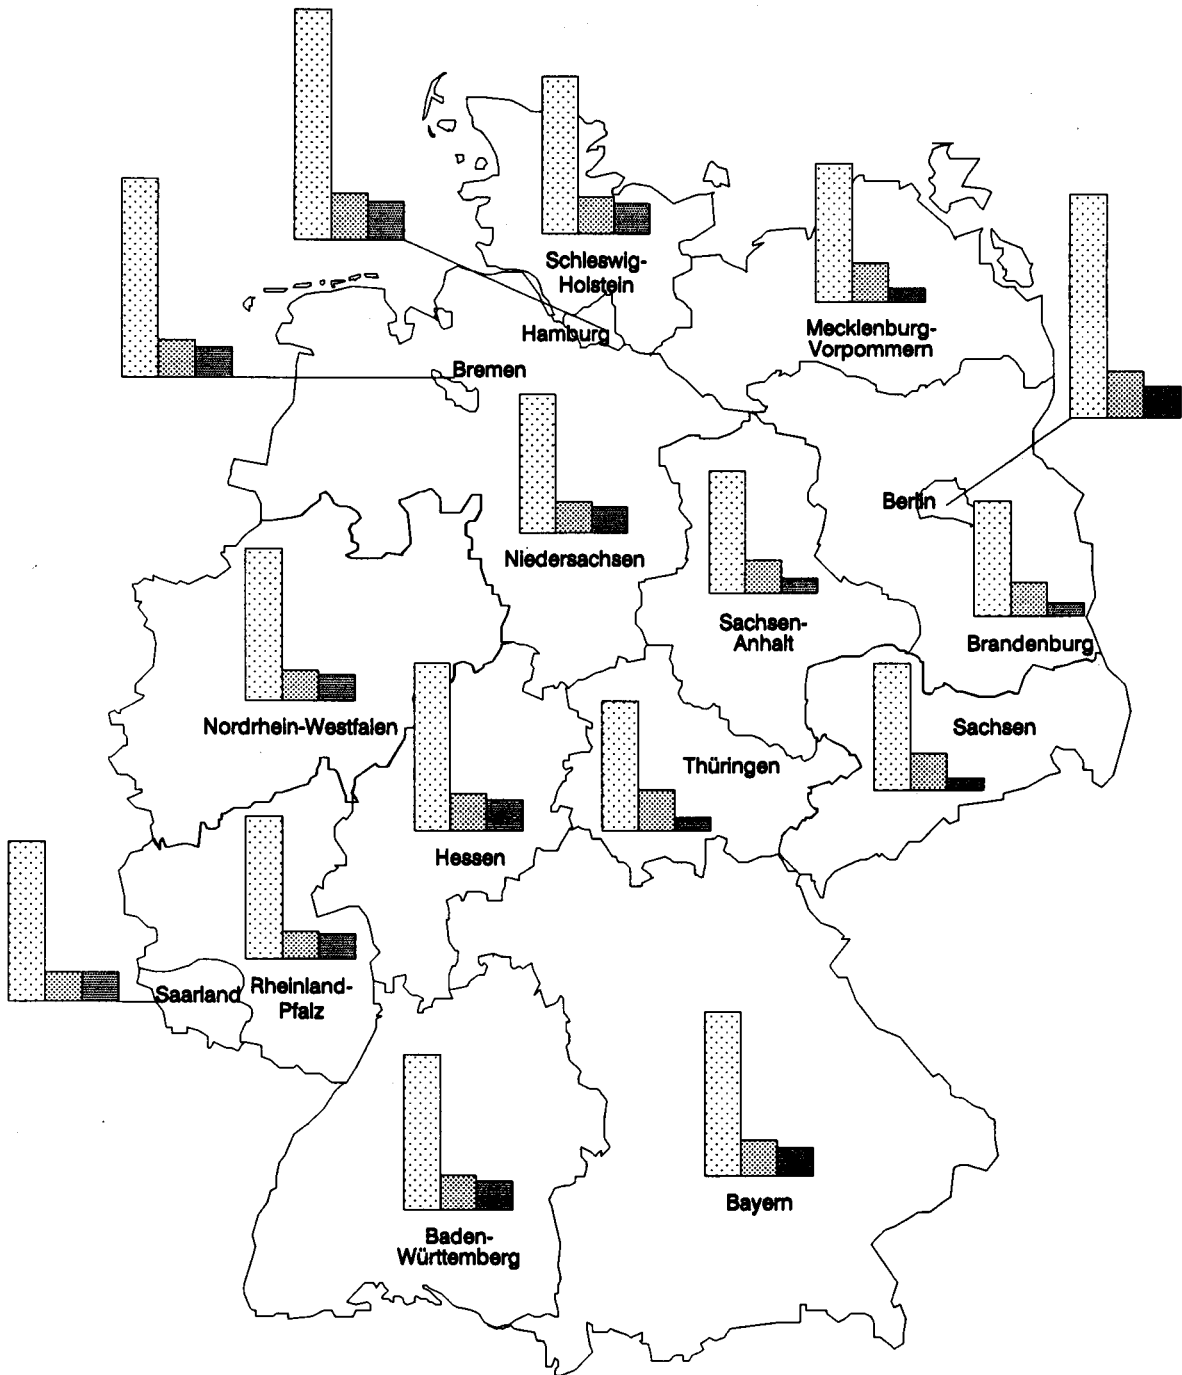 Schleswig-
Holstein
Hamburg
Mecklenburg-
Vorpommern
Bremen
Berlin
Niedersachsen
Sachsen-
Anhalt
Brandenburg
Nordrhein-Westfalen
Sachsen
Thüringen
Hessen
Saarland
Rheinland-
Pfalz
Bayern
Baden-
Württemberg